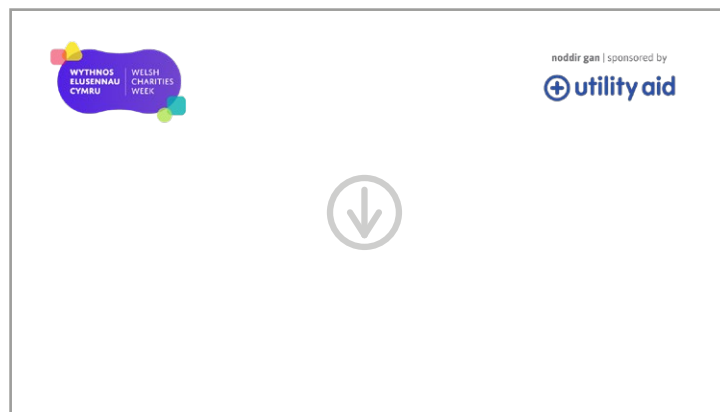 WYTHNOS ELUSENNAU CYMRU
WELSH CHARITIES WEEK
noddir gan | sponsored by
utility aid